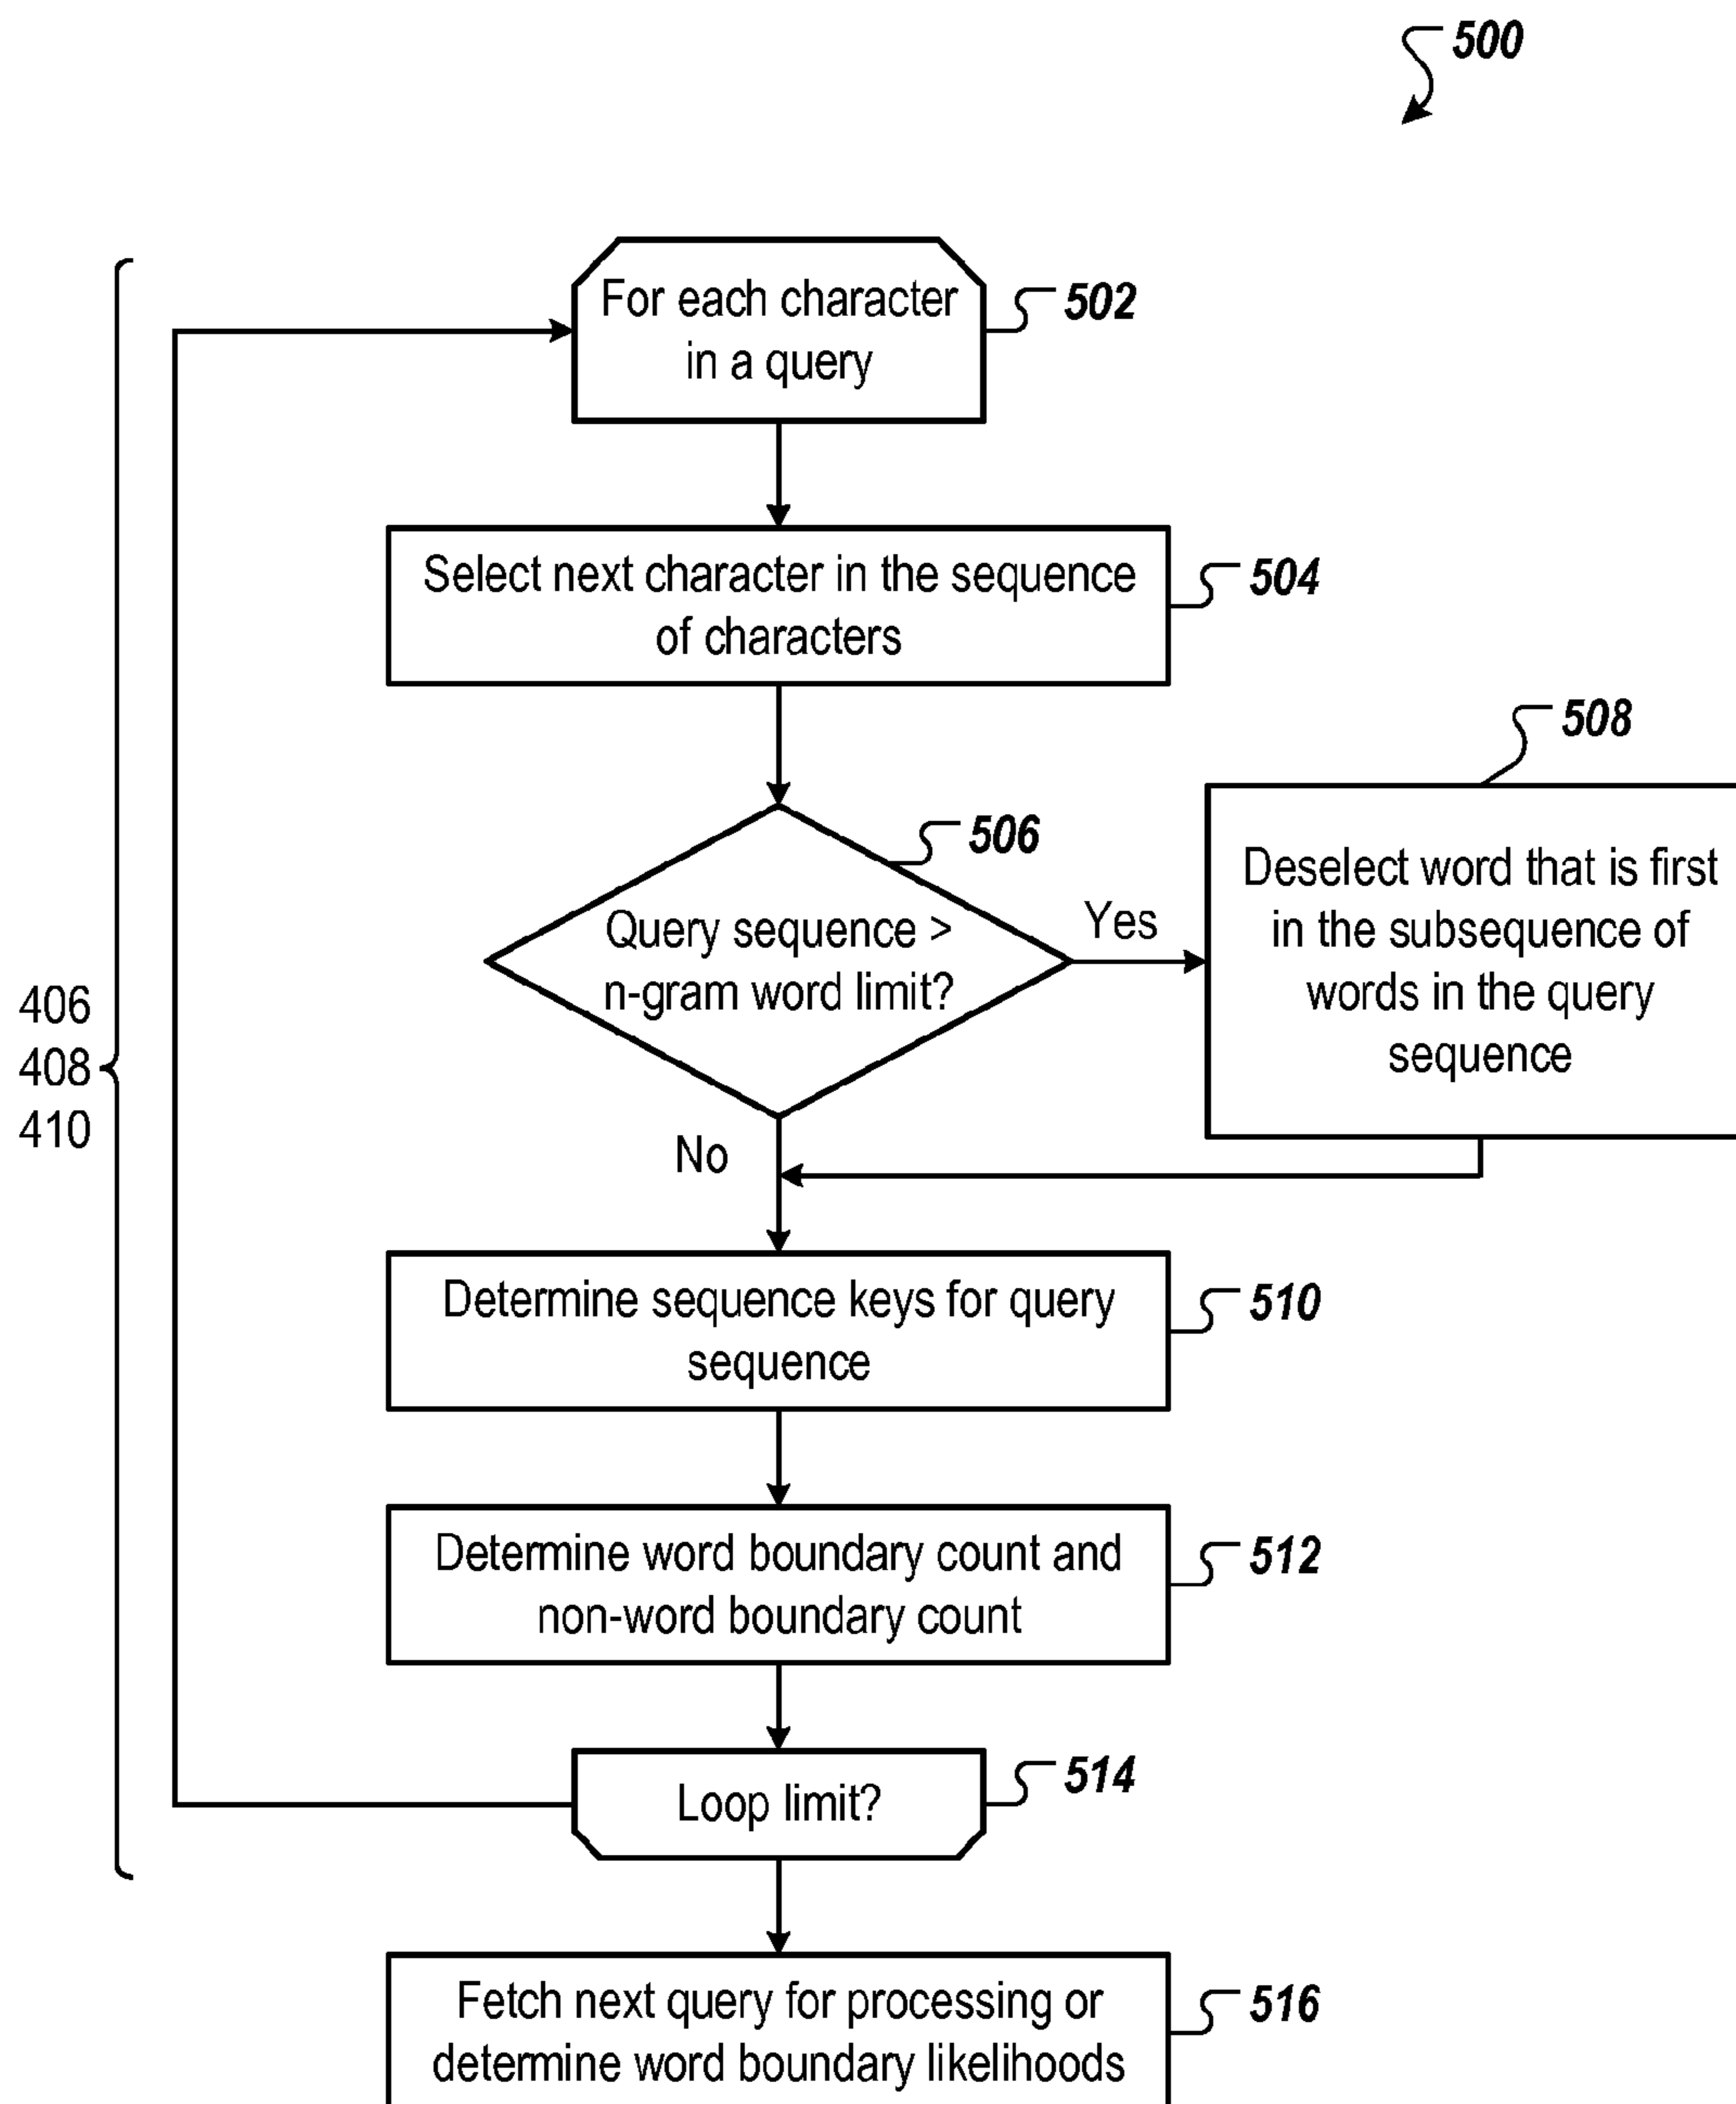 500
For each character
in a query
502
Select next character in the sequence
of characters
504
508
506
Query sequence >
n-gram word limit?
Yes
Deselect word that is first
in the subsequence of
words in the query
sequence
406
408
410
No
Determine sequence keys for query
sequence
510
Determine word boundary count and
non-word boundary count
512
Loop limit?
514
Fetch next query for processing or
determine word boundary likelihoods
516